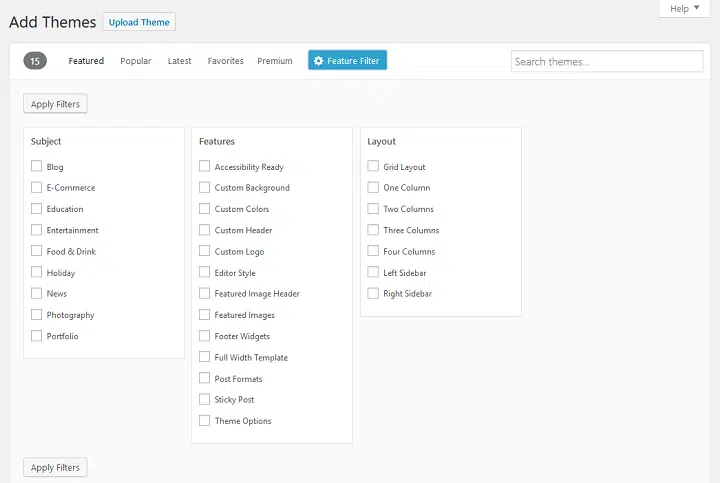 Help
Add Themes Upload Theme
15 Featured Popular Latest Favorites Premium Feature Filter Search themes...
Apply Filters
Subject
Blog
E-Commerce
Education
Entertainment
Food & Drink
Holiday
News
Photography
Portfolio
Features
Accessibility Ready
Custom Background
Custom Colors
Custom Header
Custom Logo
Editor Style
Featured Image Header
Featured Images
Footer Widgets
Full Width Template
Post Formats
Sticky Post
Theme Options
Layout
Grid Layout
One Column
Two Columns
Three Columns
Four Columns
Left Sidebar
Right Sidebar
Apply Filters